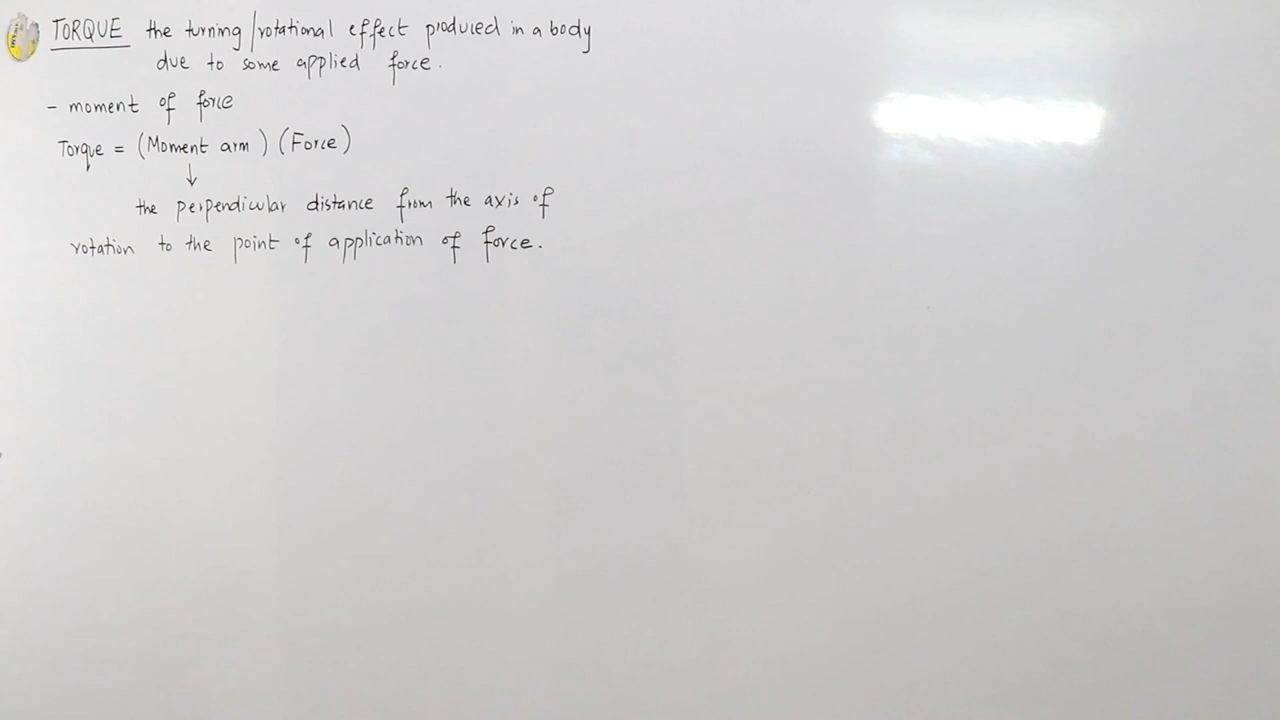 TORQUE the turning/rotational effect produced in a body
due to some applied force.
- moment of force
Torque = (Moment arm) (Force)
↓
the perpendicular distance from the axis of
rotation to the point of application of force.